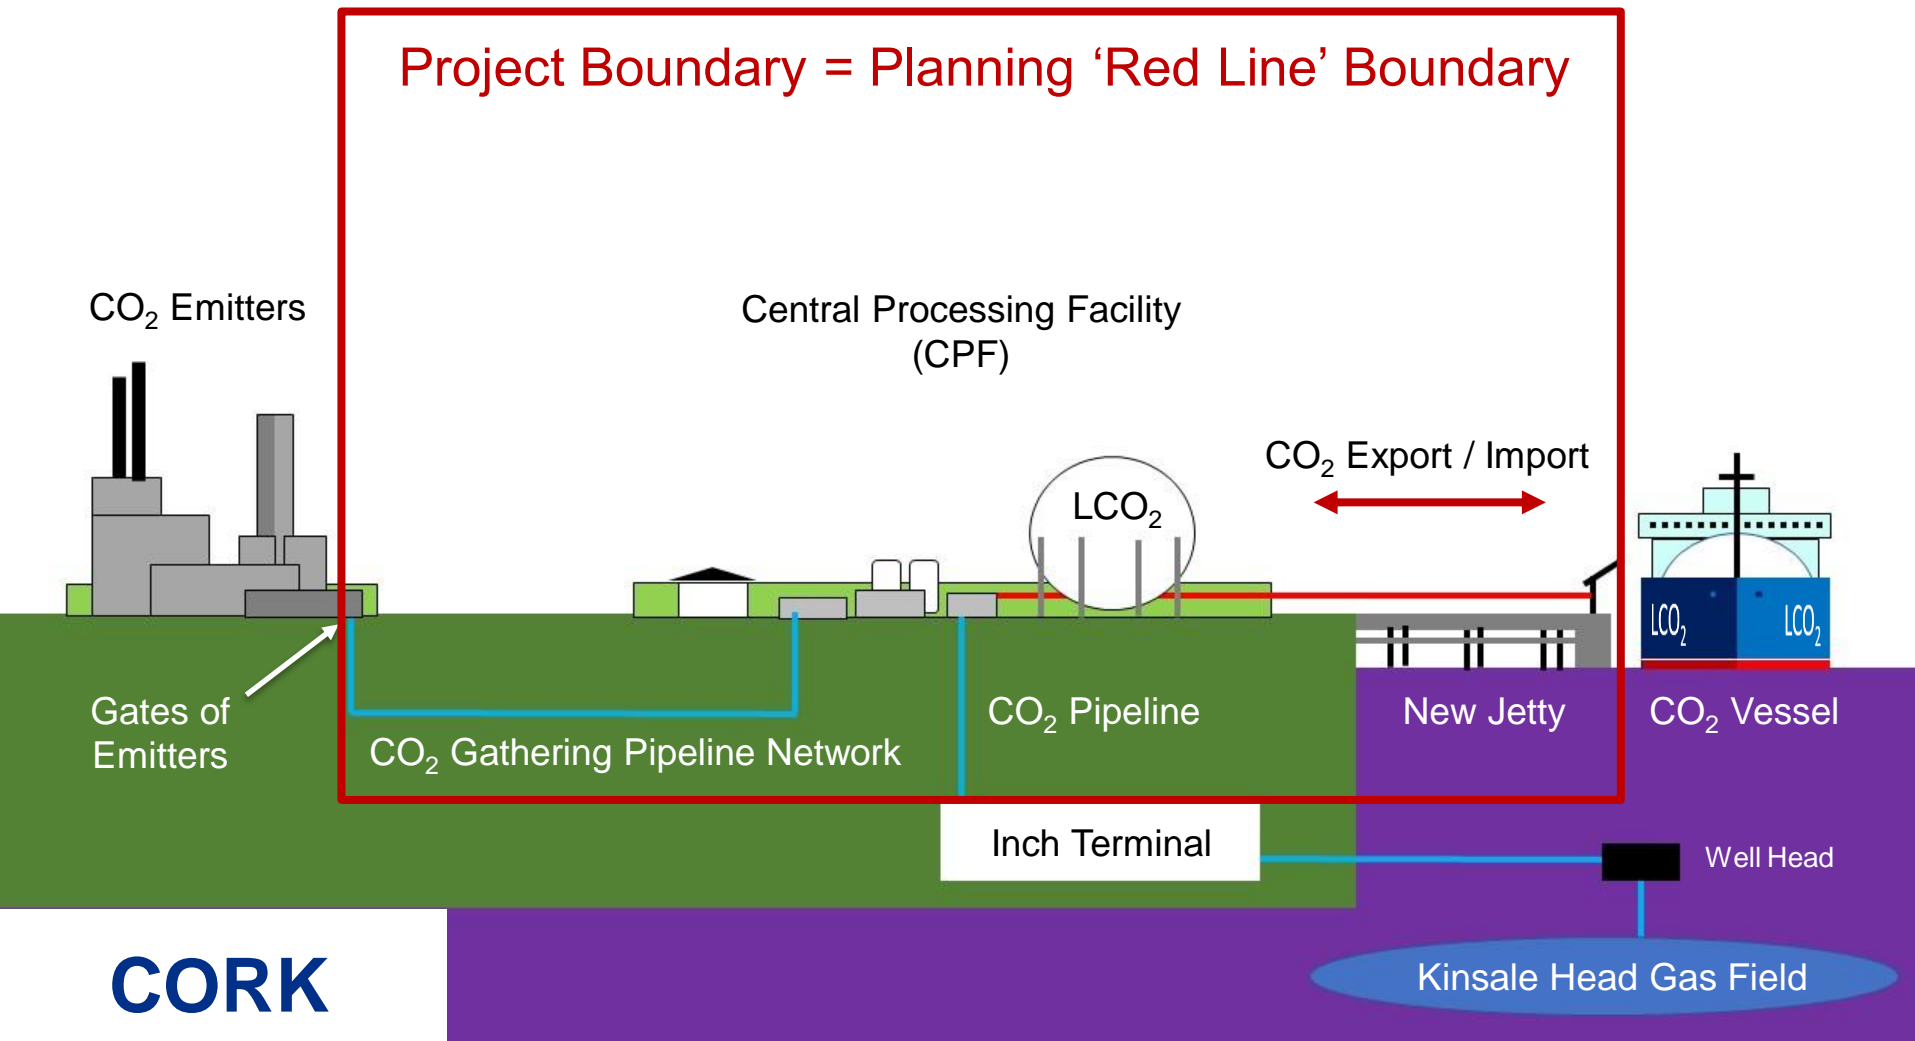 Project Boundary = Planning ‘Red Line’ Boundary
CO₂ Emitters
Central Processing Facility
(CPF)
CO₂ Export / Import
LCO₂
LCO₂
LCO₂
Gates of
Emitters
CO₂ Gathering Pipeline Network
CO₂ Pipeline
New Jetty
CO₂ Vessel
Inch Terminal
Well Head
Kinsale Head Gas Field
CORK